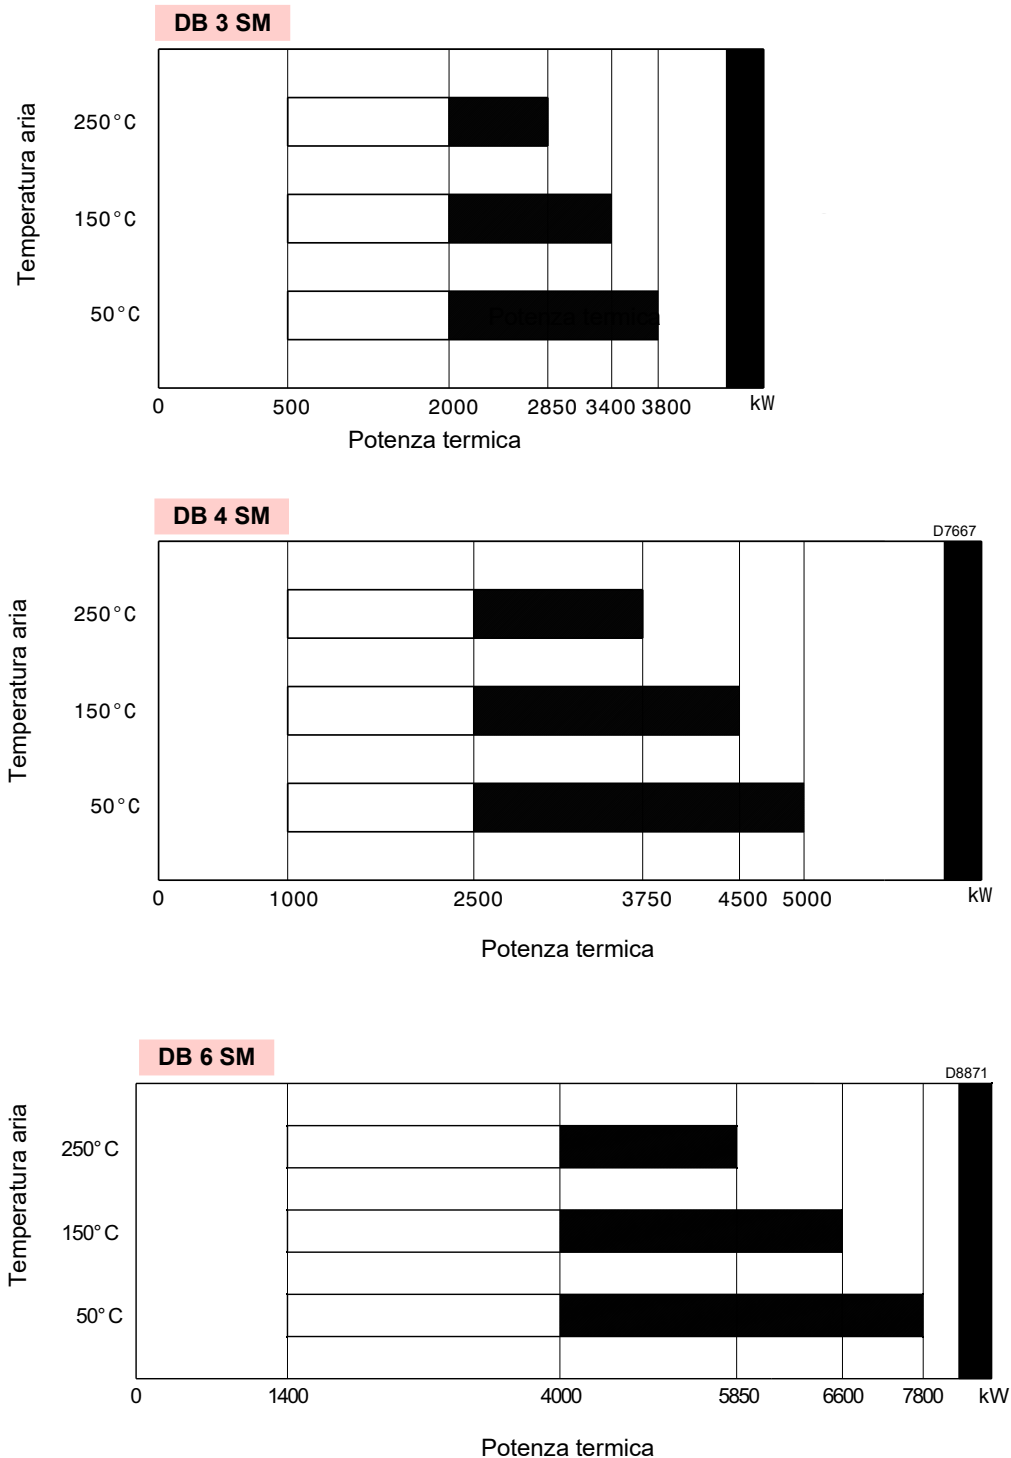 DB 3 SM
Temperatura aria
250°C
150°C
50°C
Potenza termica
0 500 2000 2850 3400 3800 kW
Potenza termica
DB 4 SM
D7667
Temperatura aria
250°C
150°C
50°C
0 1000 2500 3750 4500 5000 kW
Potenza termica
DB 6 SM
D8871
Temperatura aria
250°C
150°C
50°C
0 1400 4000 5850 6600 7800 kW
Potenza termica